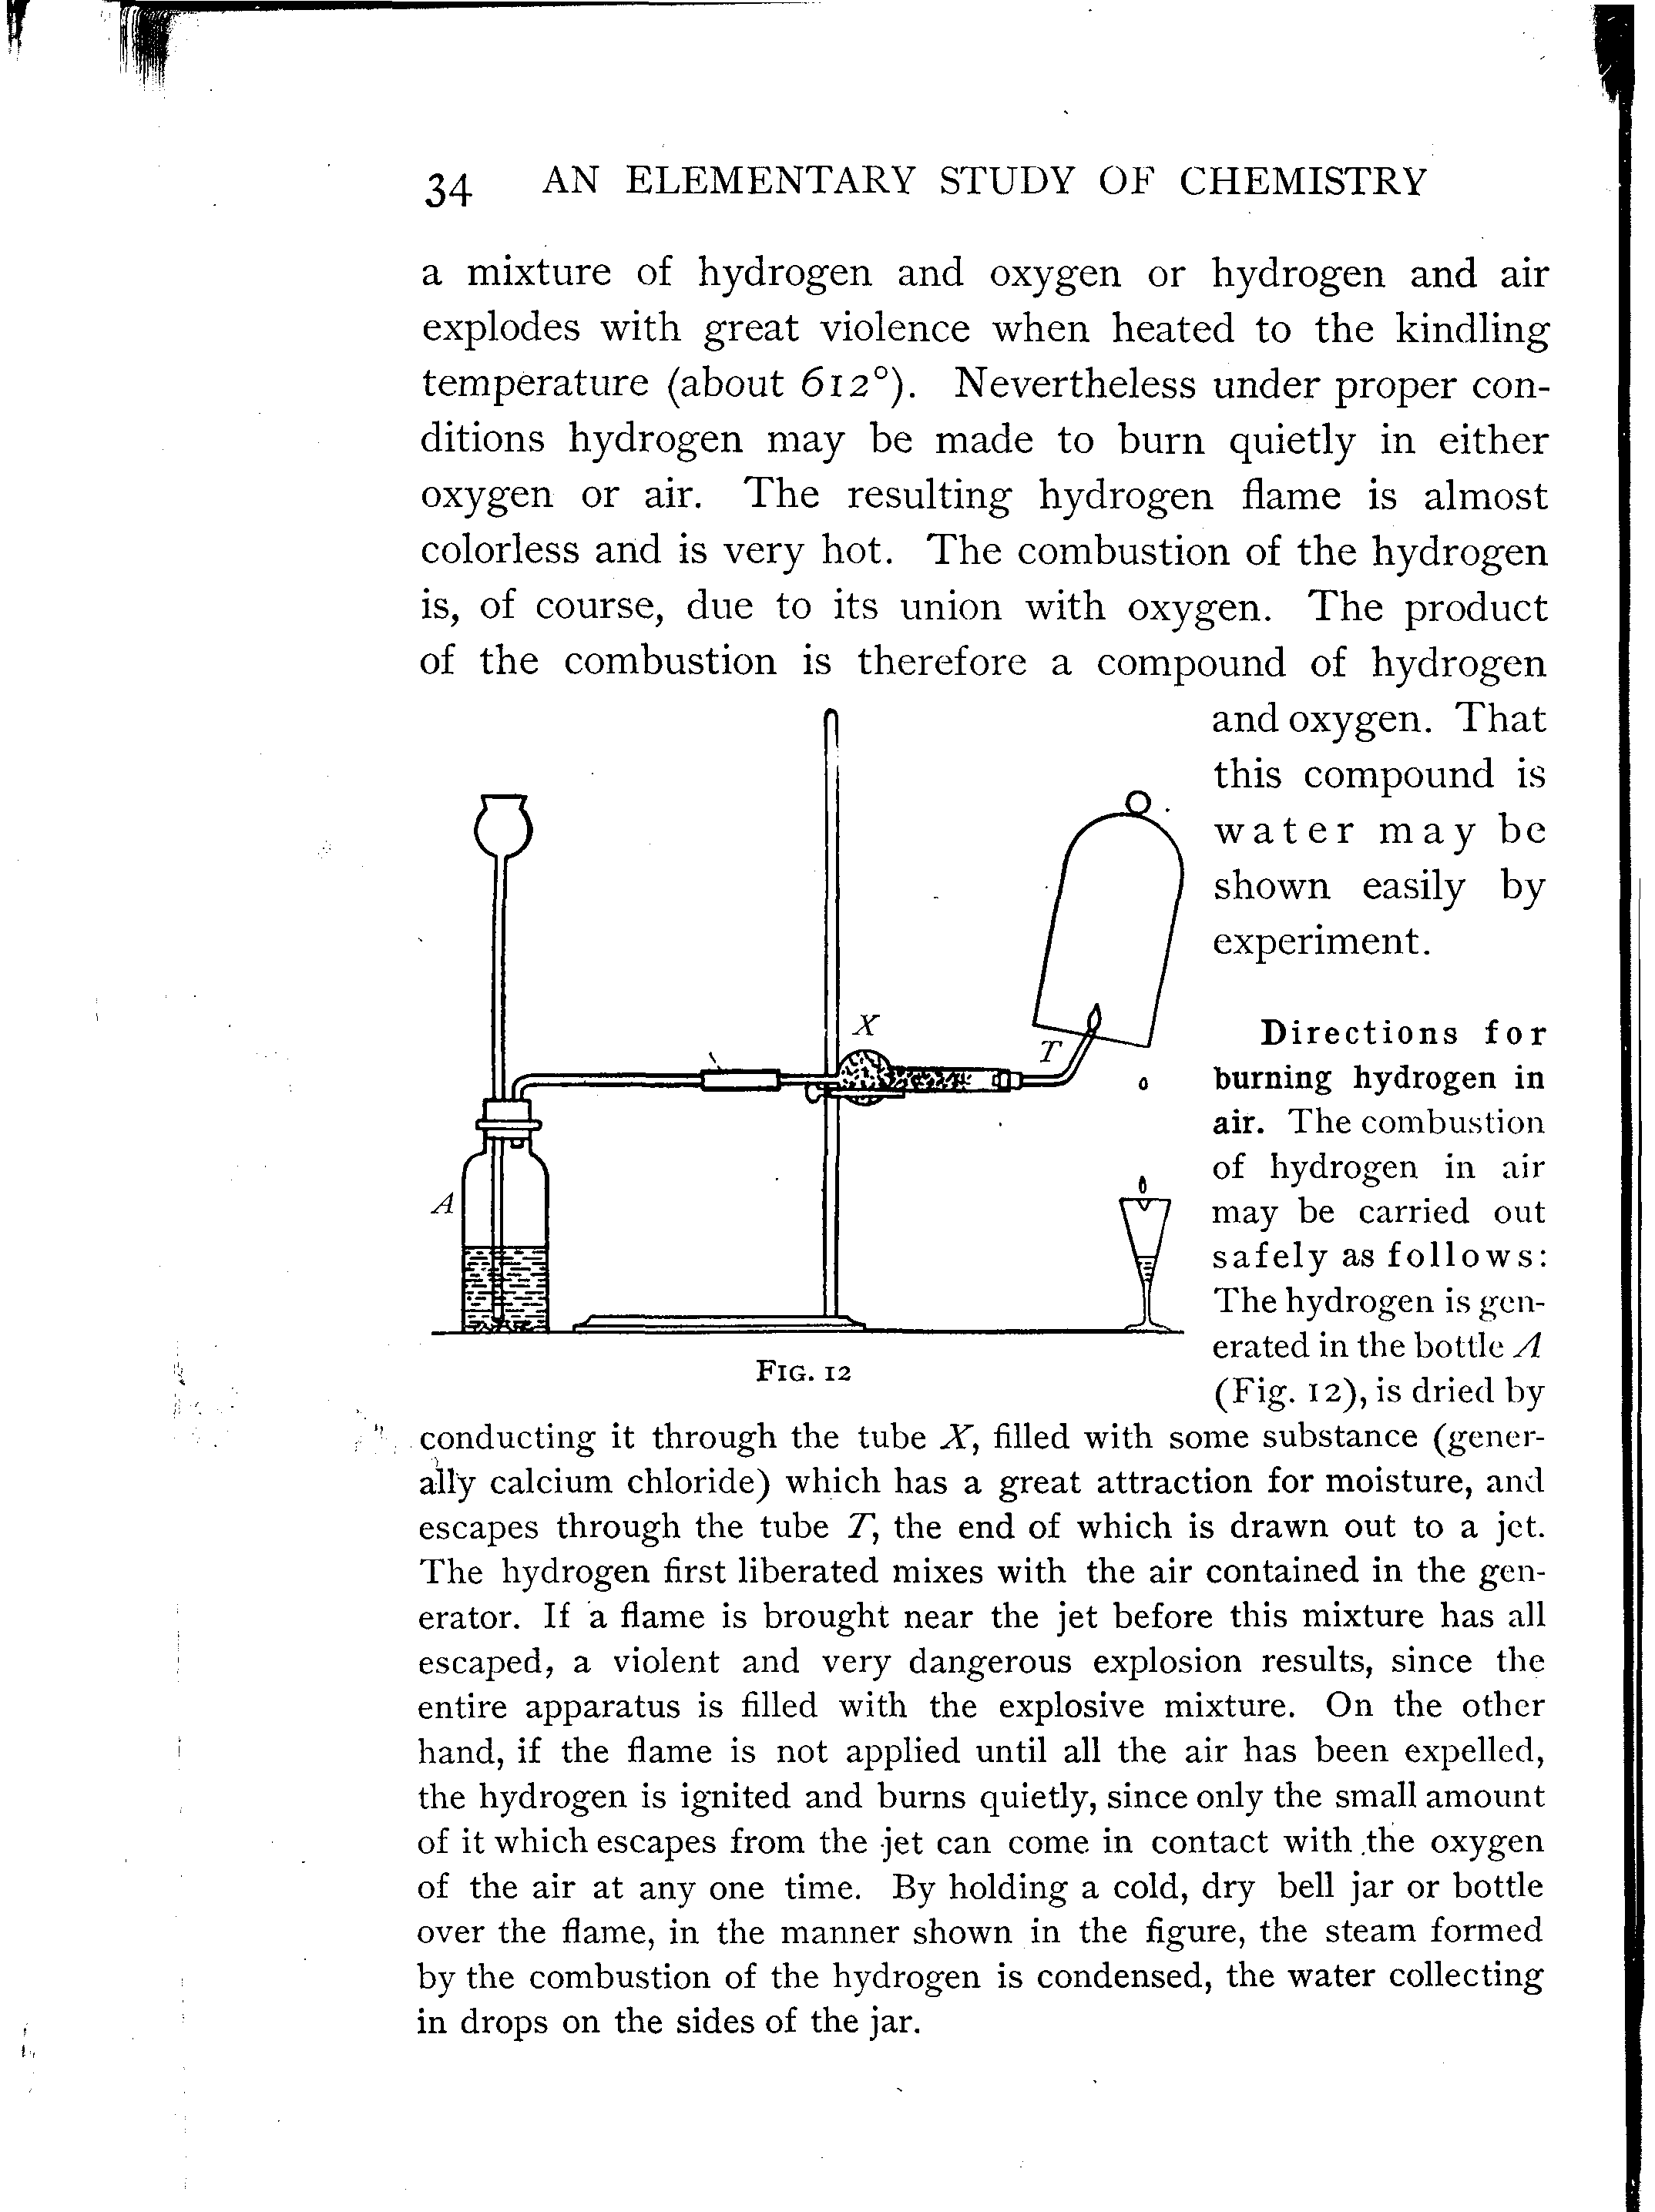 34 AN ELEMENTARY STUDY OF CHEMISTRY
a mixture of hydrogen and oxygen or hydrogen and air
explodes with great violence when heated to the kindling
temperature (about 612°). Nevertheless under proper con-
ditions hydrogen may be made to burn quietly in either
oxygen or air. The resulting hydrogen flame is almost
colorless and is very hot. The combustion of the hydrogen
is, of course, due to its union with oxygen. The product
of the combustion is therefore a compound of hydrogen
and oxygen. That
this compound is
water may be
shown easily by
experiment.
X
T
A
FIG. 12
Directions for
burning hydrogen in
air. The combustion
of hydrogen in air
may be carried out
safely as follows:
The hydrogen is gen-
erated in the bottle A
(Fig. 12), is dried by
conducting it through the tube X, filled with some substance (gener-
ally calcium chloride) which has a great attraction for moisture, and
escapes through the tube T, the end of which is drawn out to a jet.
The hydrogen first liberated mixes with the air contained in the gen-
erator. If a flame is brought near the jet before this mixture has all
escaped, a violent and very dangerous explosion results, since the
entire apparatus is filled with the explosive mixture. On the other
hand, if the flame is not applied until all the air has been expelled,
the hydrogen is ignited and burns quietly, since only the small amount
of it which escapes from the jet can come in contact with the oxygen
of the air at any one time. By holding a cold, dry bell jar or bottle
over the flame, in the manner shown in the figure, the steam formed
by the combustion of the hydrogen is condensed, the water collecting
in drops on the sides of the jar.